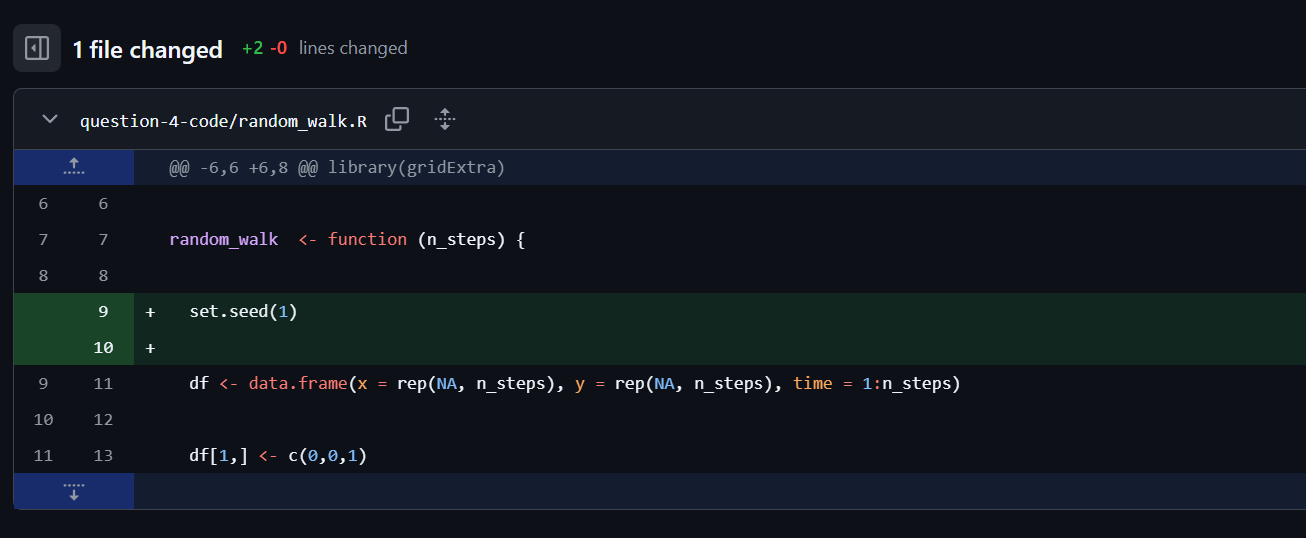 1 file changed +2 -0 lines changed
question-4-code/random_walk.R
@@ -6,6 +6,8 @@ library(gridExtra)
6 6
7 7 random_walk  <- function (n_steps) {
8 8
9 +   set.seed(1)
10 +
9 11   df <- data.frame(x = rep(NA, n_steps), y = rep(NA, n_steps), time = 1:n_steps)
10 12
11 13   df[1,] <- c(0,0,1)